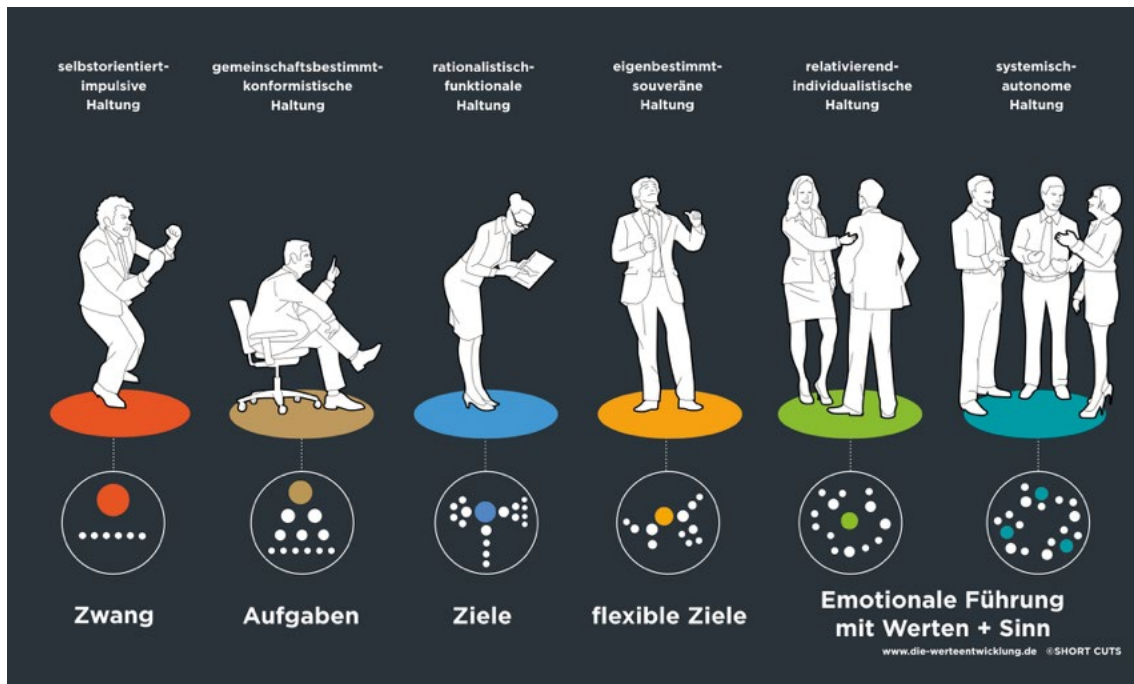 selbstorientiert-
impulsive
Haltung
gemeinschaftsbestimmt-
konformistische
Haltung
rationalistisch-
funktionale
Haltung
eigenbestimmt-
souveräne
Haltung
relativierend-
individualistische
Haltung
systemisch-
autonome
Haltung
Zwang
Aufgaben
Ziele
flexible Ziele
Emotionale Führung
mit Werten + Sinn
www.die-werteentwicklung.de ©SHORT CUTS